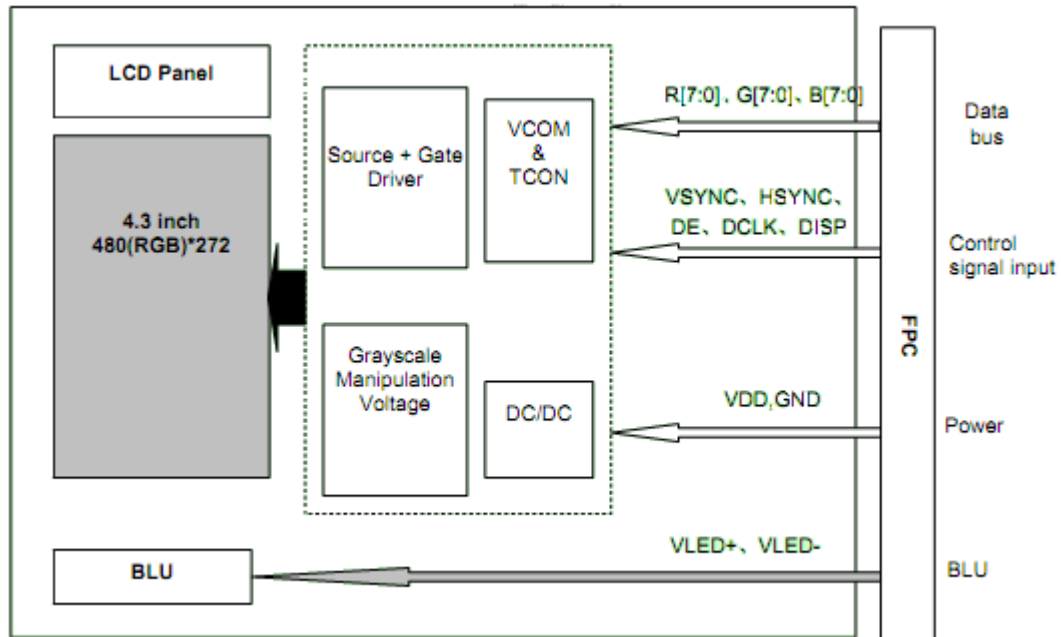 LCD Panel
4.3 inch
480(RGB)*272
BLU
Source + Gate
Driver
VCOM
&
TCON
Grayscale
Manipulation
Voltage
DC/DC
R[7:0]、G[7:0]、B[7:0]
VSYNC、HSYNC、
DE、DCLK、DISP
VDD,GND
VLED+、VLED-
FPC
Data
bus
Control
signal input
Power
BLU